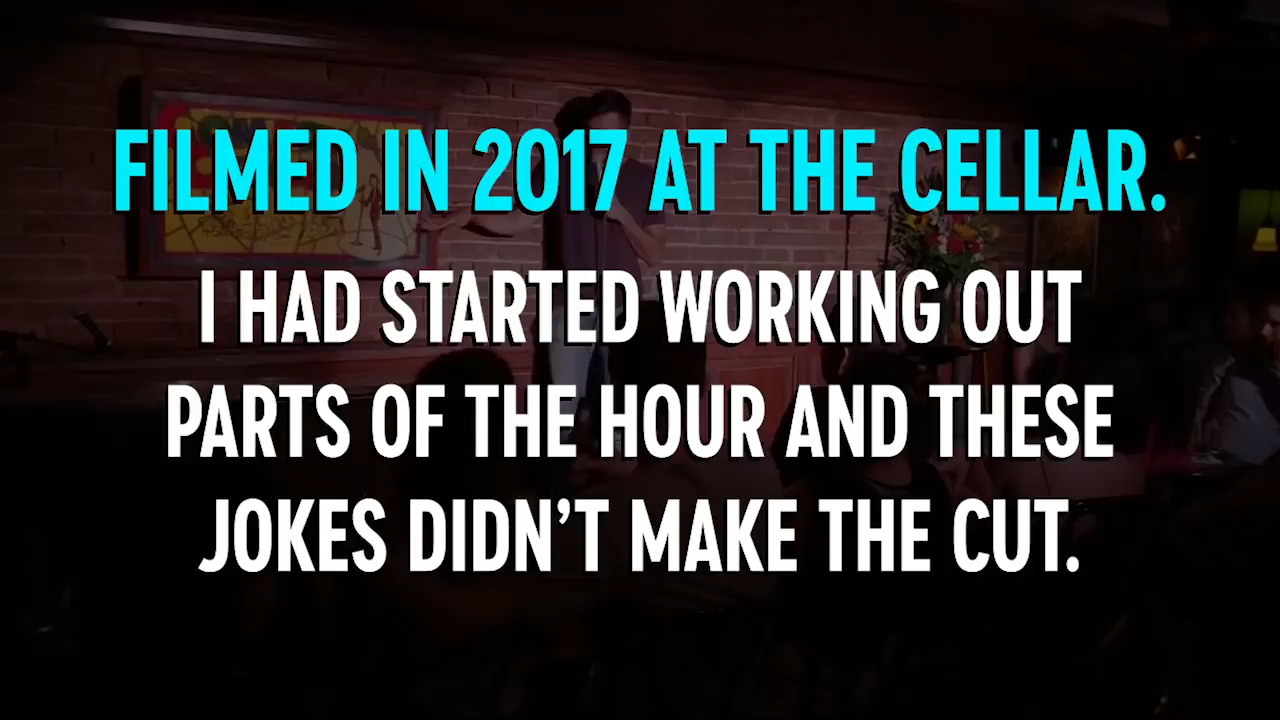 FILMED IN 2017 AT THE CELLAR.
I HAD STARTED WORKING OUT
PARTS OF THE HOUR AND THESE
JOKES DIDN’T MAKE THE CUT.